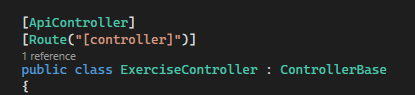 [ApiController]
[Route("[controller]")]
1 reference
public class ExerciseController : ControllerBase
{